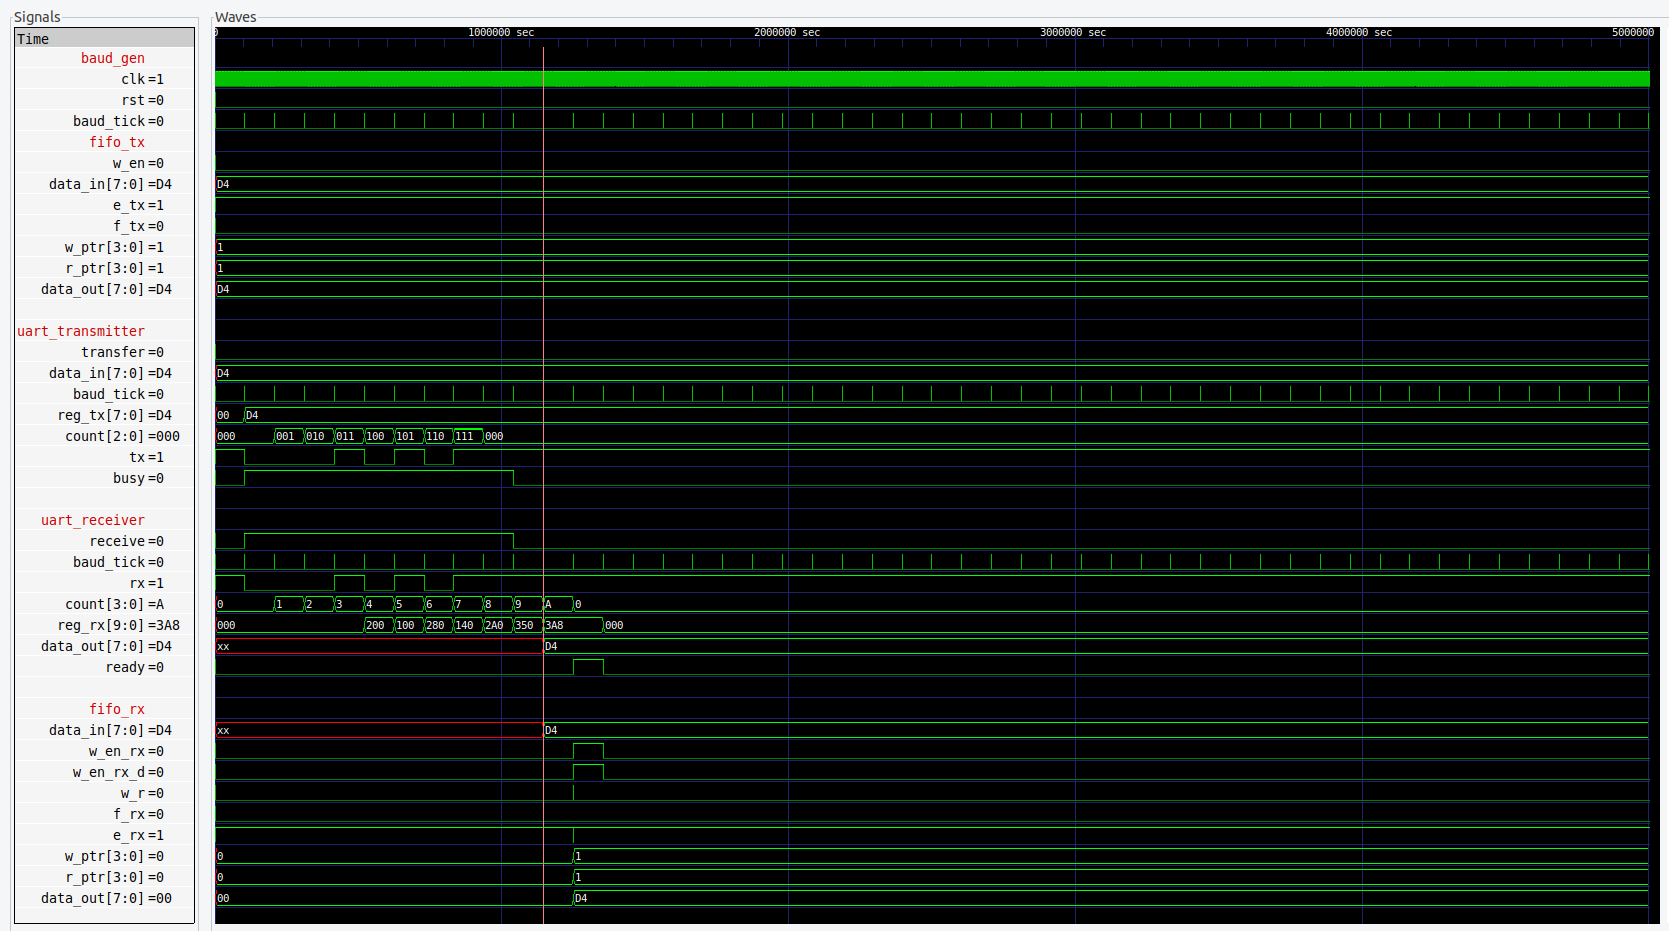 Signals Waves
Time 0 1000000 sec 2000000 sec 3000000 sec 4000000 sec 5000000
baud_gen
clk=1
rst=0
baud_tick=0
fifo_tx
w_en=0
data_in[7:0]=D4 D4
e_tx=1
f_tx=0
w_ptr[3:0]=1 1
r_ptr[3:0]=1 1
data_out[7:0]=D4 D4
uart_transmitter
transfer=0
data_in[7:0]=D4 D4
baud_tick=0
reg_tx[7:0]=D4 00 D4
count[2:0]=000 000 001 010 011 100 101 110 111 000
tx=1
busy=0
uart_receiver
receive=0
baud_tick=0
rx=1
count[3:0]=A 0 1 2 3 4 5 6 7 8 9 A 0
reg_rx[9:0]=3A8 000 200 100 280 140 2A0 350 3A8 000
data_out[7:0]=D4 xx D4
ready=0
fifo_rx
data_in[7:0]=D4 xx D4
w_en_rx=0
w_en_rx_d=0
w_r=0
f_rx=0
e_rx=1
w_ptr[3:0]=0 0 1
r_ptr[3:0]=0 0 1
data_out[7:0]=00 00 D4